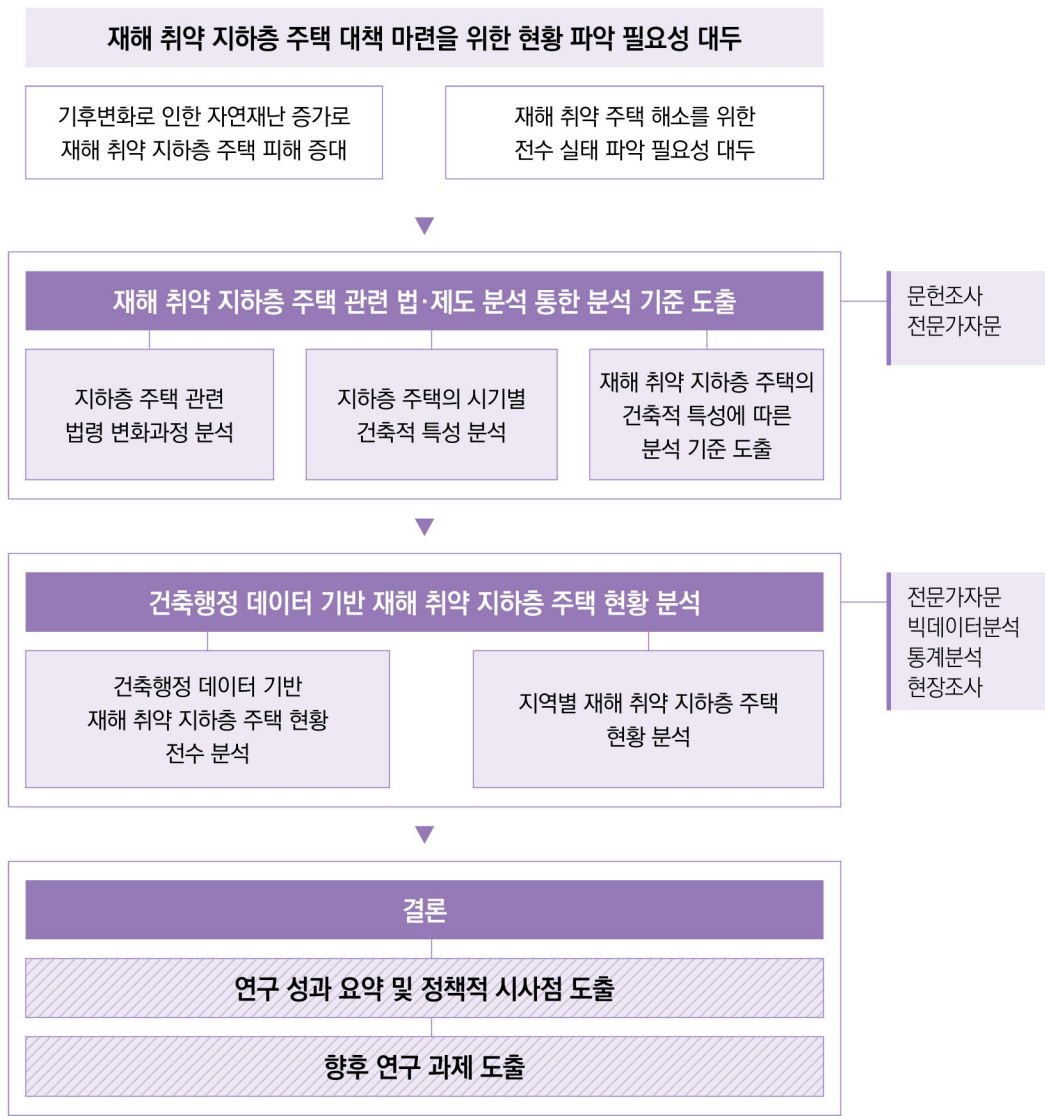 재해 취약 지하층 주택 대책 마련을 위한 현황 파악 필요성 대두
기후변화로 인한 자연재난 증가로
재해 취약 지하층 주택 피해 증대
재해 취약 주택 해소를 위한
전수 실태 파악 필요성 대두
재해 취약 지하층 주택 관련 법·제도 분석 통한 분석 기준 도출
문헌조사
전문가자문
지하층 주택 관련
법령 변화과정 분석
지하층 주택의 시기별
건축적 특성 분석
재해 취약 지하층 주택의
건축적 특성에 따른
분석 기준 도출
건축행정 데이터 기반 재해 취약 지하층 주택 현황 분석
전문가자문
빅데이터분석
통계분석
현장조사
건축행정 데이터 기반
재해 취약 지하층 주택 현황
전수 분석
지역별 재해 취약 지하층 주택
현황 분석
결론
연구 성과 요약 및 정책적 시사점 도출
향후 연구 과제 도출